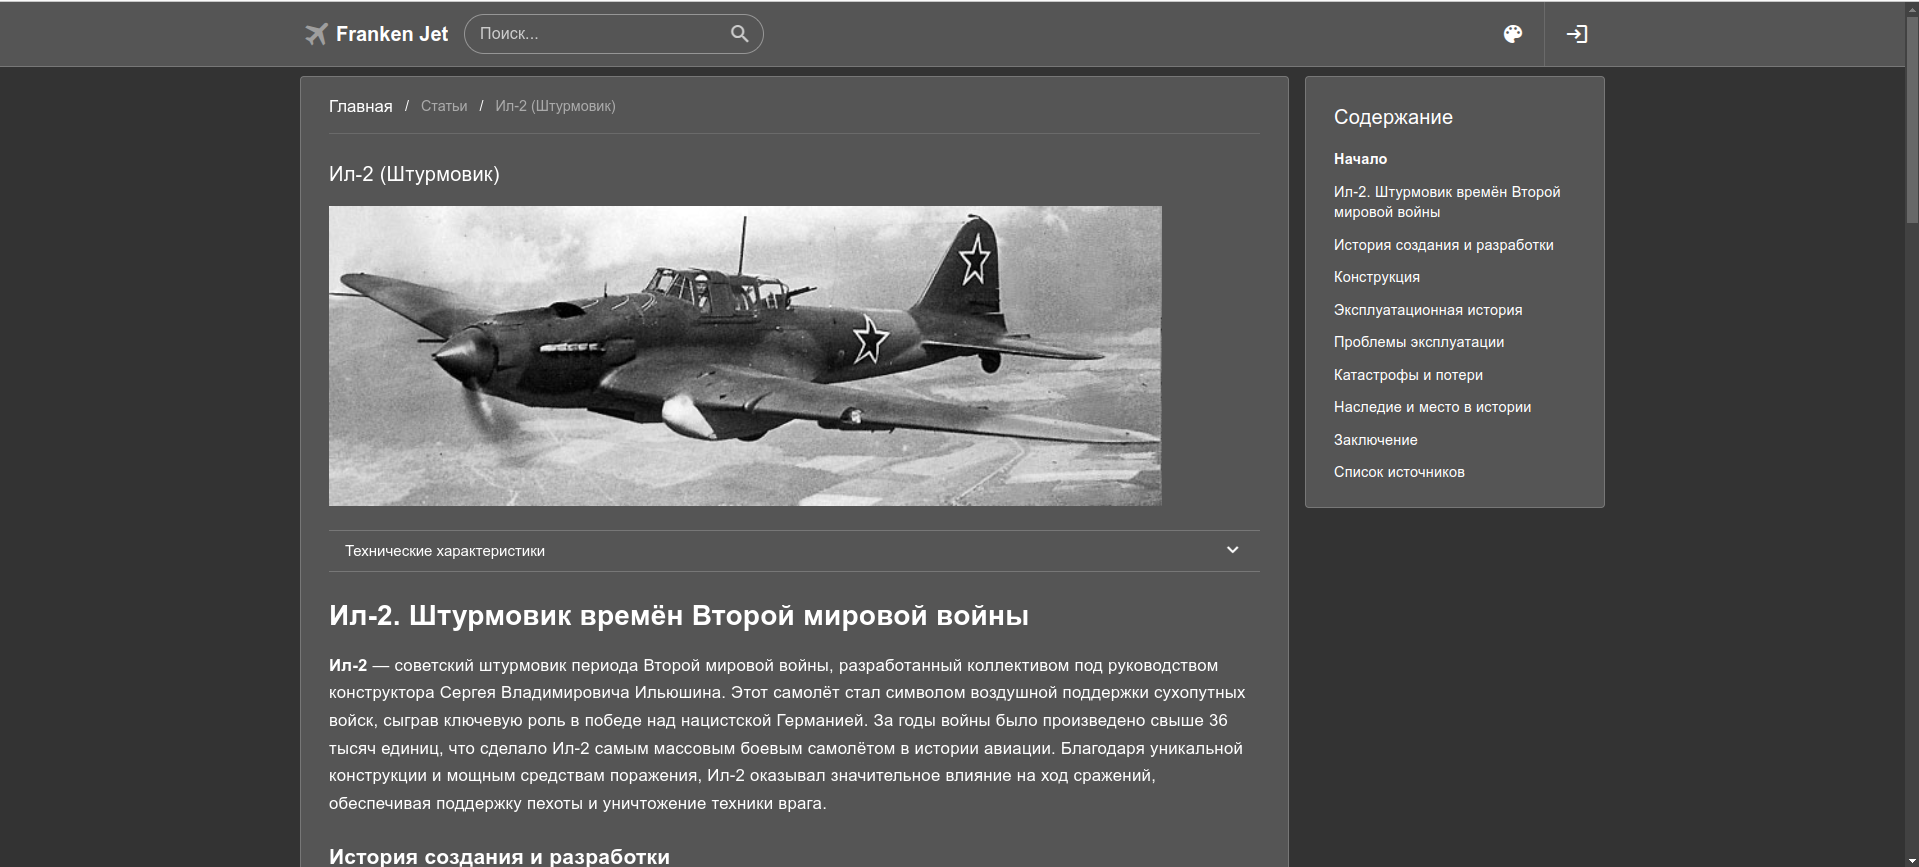 Franken Jet
Поиск...
Главная / Статьи / Ил-2 (Штурмовик)
Ил-2 (Штурмовик)
Технические характеристики
Ил-2. Штурмовик времён Второй мировой войны
Ил-2 — советский штурмовик периода Второй мировой войны, разработанный коллективом под руководством
конструктора Сергея Владимировича Ильюшина. Этот самолёт стал символом воздушной поддержки сухопутных
войск, сыграв ключевую роль в победе над нацистской Германией. За годы войны было произведено свыше 36
тысяч единиц, что сделало Ил-2 самым массовым боевым самолётом в истории авиации. Благодаря уникальной
конструкции и мощным средствам поражения, Ил-2 оказывал значительное влияние на ход сражений,
обеспечивая поддержку пехоты и уничтожение техники врага.
История создания и разработки
Содержание
Начало
Ил-2. Штурмовик времён Второй
мировой войны
История создания и разработки
Конструкция
Эксплуатационная история
Проблемы эксплуатации
Катастрофы и потери
Наследие и место в истории
Заключение
Список источников